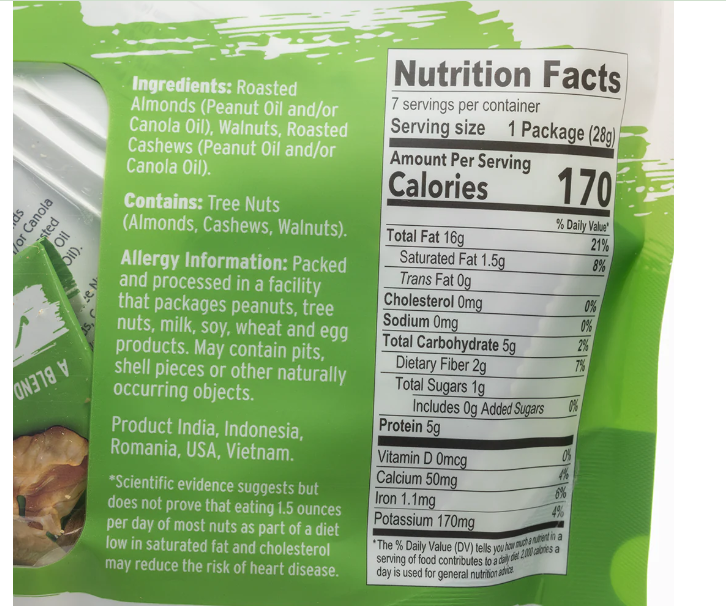 Ingredients: Roasted
Almonds (Peanut Oil and/or
Canola Oil), Walnuts, Roasted
Cashews (Peanut Oil and/or
Canola Oil).
Contains: Tree Nuts
(Almonds, Cashews, Walnuts).
Allergy Information: Packed
and processed in a facility
that packages peanuts, tree
nuts, milk, soy, wheat and egg
products. May contain pits,
shell pieces or other naturally
occurring objects.
Product India, Indonesia,
Romania, USA, Vietnam.
*Scientific evidence suggests but
does not prove that eating 1.5 ounces
per day of most nuts as part of a diet
low in saturated fat and cholesterol
may reduce the risk of heart disease.
Nutrition Facts
7 servings per container
Serving size 1 Package (28g)
Amount Per Serving
Calories 170
% Daily Value*
Total Fat 16g 21%
Saturated Fat 1.5g 8%
Trans Fat 0g
Cholesterol 0mg 0%
Sodium 0mg 0%
Total Carbohydrate 5g 2%
Dietary Fiber 2g 7%
Total Sugars 1g
Includes 0g Added Sugars 0%
Protein 5g
Vitamin D 0mcg 0%
Calcium 50mg 4%
Iron 1.1mg 6%
Potassium 170mg 4%
*The % Daily Value (DV) tells you how much a nutrient in a
serving of food contributes to a daily diet. 2,000 calories a
day is used for general nutrition advice.
/or Canola
Oil
Oil).
A BLEND